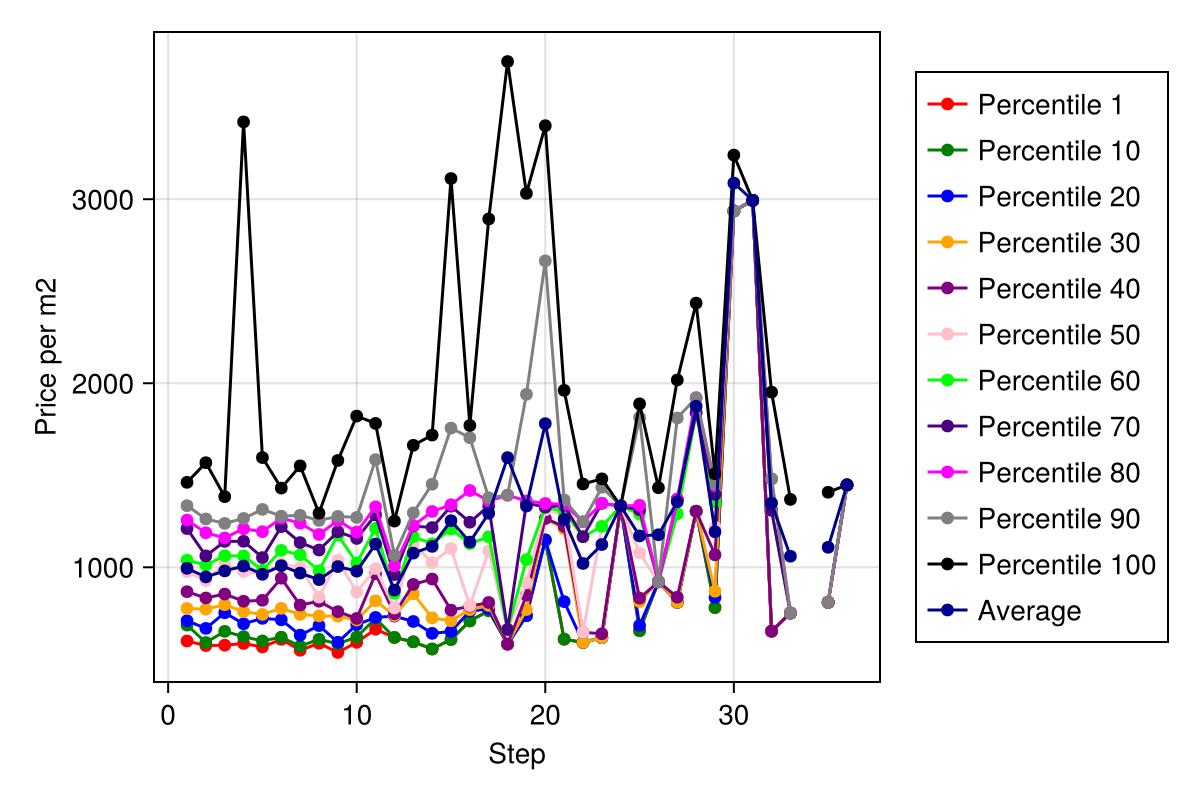 3000
2000
1000
Price per m2
0
10
20
30
Step
Percentile 1
Percentile 10
Percentile 20
Percentile 30
Percentile 40
Percentile 50
Percentile 60
Percentile 70
Percentile 80
Percentile 90
Percentile 100
Average